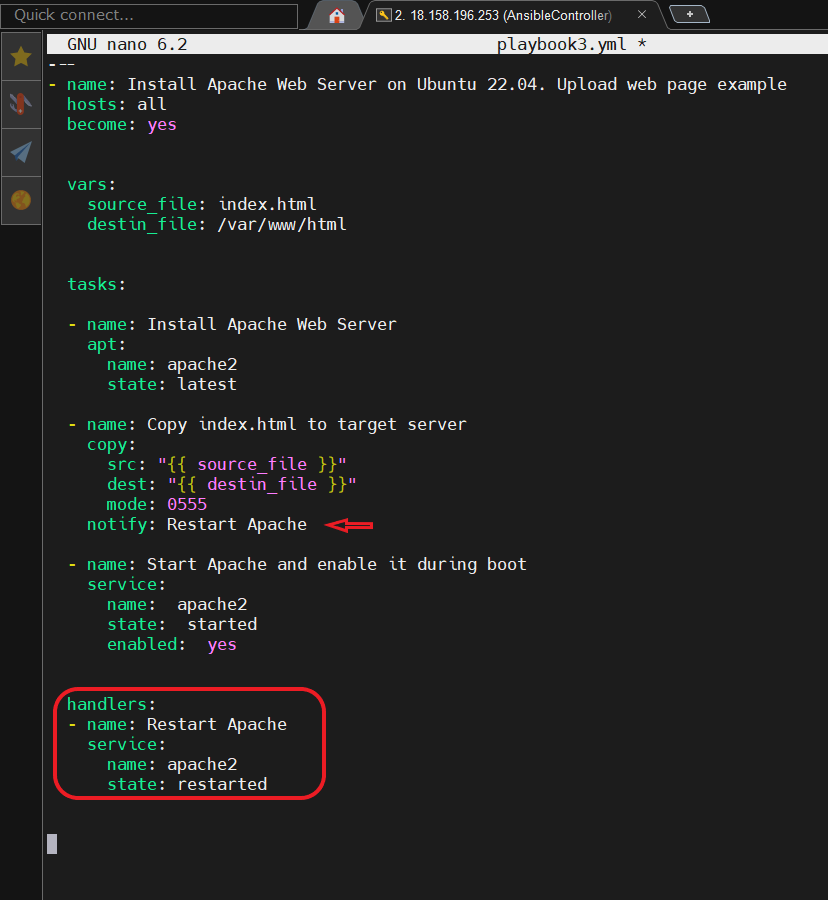 Quick connect...
2. 18.158.196.253 (AnsibleController)
GNU nano 6.2 playbook3.yml *
---
- name: Install Apache Web Server on Ubuntu 22.04. Upload web page example
  hosts: all
  become: yes
  vars:
    source_file: index.html
    destin_file: /var/www/html
  tasks:
  - name: Install Apache Web Server
    apt:
      name: apache2
      state: latest
  - name: Copy index.html to target server
    copy:
      src: "{{ source_file }}"
      dest: "{{ destin_file }}"
      mode: 0555
    notify: Restart Apache
  - name: Start Apache and enable it during boot
    service:
      name:  apache2
      state:  started
      enabled:  yes
  handlers:
  - name: Restart Apache
    service:
      name: apache2
      state: restarted